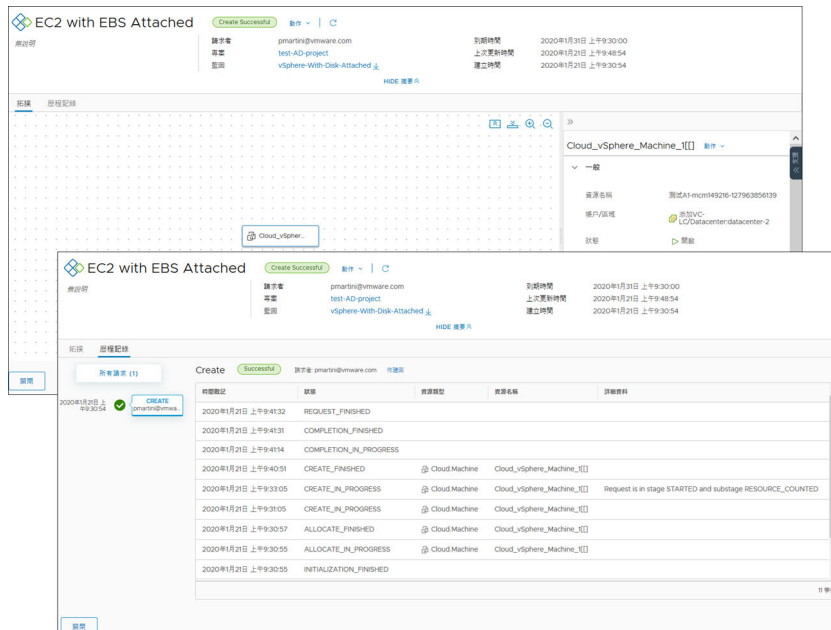 EC2 with EBS Attached
Create Successful
動作
無說明
請求者 pmartini@vmware.com
專案 test-AD-project
藍圖 vSphere-With-Disk-Attached
到期時間 2020年1月31日 上午9:30:00
上次更新時間 2020年1月21日 上午9:48:54
建立時間 2020年1月21日 上午9:30:54
HIDE 摘要
拓撲 歷程記錄
Cloud_vSpher...
Cloud_vSphere_Machine_1[[] 動作
一般
資源名稱 測試A1-mcm149216-127963856139
帳戶/區域 添加VC-
LC/Datacenter:datacenter-2
狀態 開啟
關閉
EC2 with EBS Attached
Create Successful
動作
無說明
請求者 pmartini@vmware.com
專案 test-AD-project
藍圖 vSphere-With-Disk-Attached
到期時間 2020年1月31日 上午9:30:00
上次更新時間 2020年1月21日 上午9:48:54
建立時間 2020年1月21日 上午9:30:54
HIDE 摘要
拓撲 歷程記錄
所有請求 (1)
2020年1月21日 上
午9:30:54
CREATE
pmartini@vmwa...
Create Successful 請求者: pmartini@vmware.com
時間戳記 狀態 資源類型 資源名稱 詳細資料
2020年1月21日 上午9:41:32 REQUEST_FINISHED
2020年1月21日 上午9:41:31 COMPLETION_FINISHED
2020年1月21日 上午9:41:14 COMPLETION_IN_PROGRESS
2020年1月21日 上午9:40:51 CREATE_FINISHED Cloud.Machine Cloud_vSphere_Machine_1[[]
2020年1月21日 上午9:33:05 CREATE_IN_PROGRESS Cloud.Machine Cloud_vSphere_Machine_1[[] Request is in stage STARTED and substage RESOURCE_COUNTED
2020年1月21日 上午9:31:05 CREATE_IN_PROGRESS Cloud.Machine Cloud_vSphere_Machine_1[[]
2020年1月21日 上午9:30:57 ALLOCATE_FINISHED Cloud.Machine Cloud_vSphere_Machine_1[[]
2020年1月21日 上午9:30:55 ALLOCATE_IN_PROGRESS Cloud.Machine Cloud_vSphere_Machine_1[[]
2020年1月21日 上午9:30:55 INITIALIZATION_FINISHED
關閉